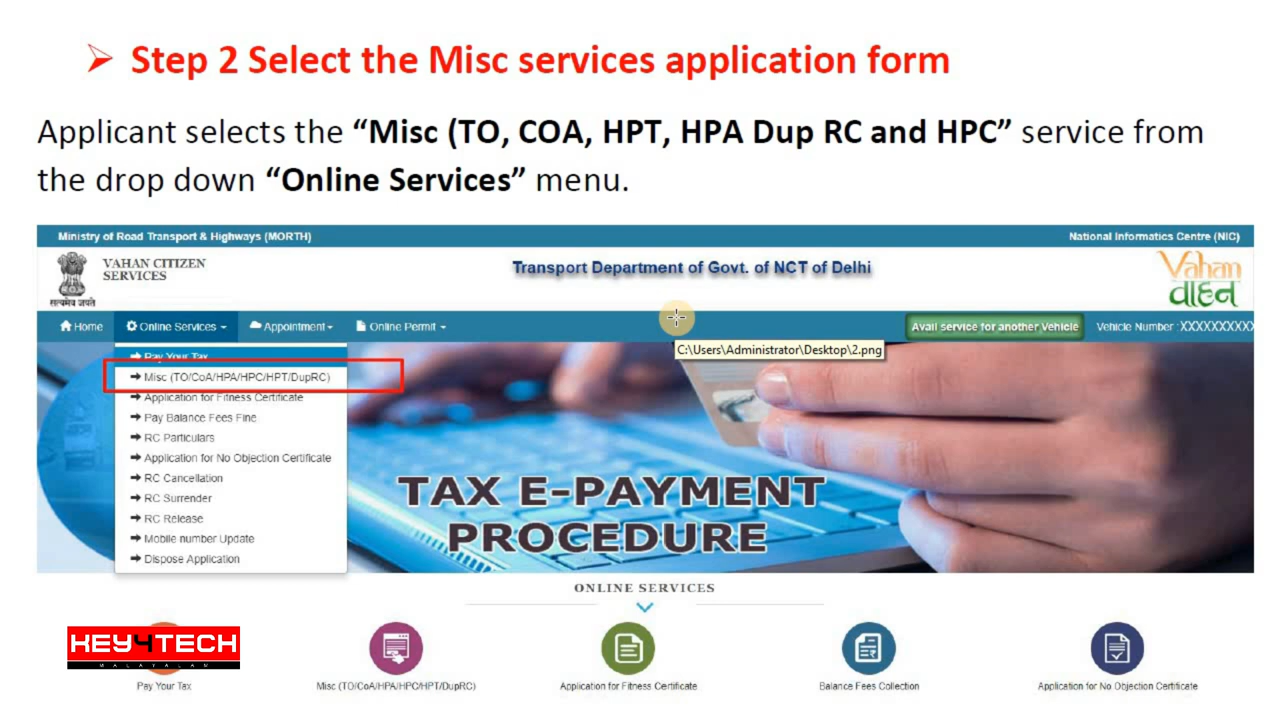 Step 2 Select the Misc services application form
Applicant selects the “Misc (TO, COA, HPT, HPA Dup RC and HPC” service from
the drop down “Online Services” menu.
Ministry of Road Transport & Highways (MORTH) National Informatics Centre (NIC)
VAHAN CITIZEN
SERVICES
सत्यमेव जयते
Transport Department of Govt. of NCT of Delhi
Vahan
वाहन
Home Online Services Appointment Online Permit Avail service for another Vehicle Vehicle Number :XXXXXXXXXX
C:\Users\Administrator\Desktop\2.png
Pay Your Tax
Misc (TO/CoA/HPA/HPC/HPT/DupRC)
Application for Fitness Certificate
Pay Balance Fees Fine
RC Particulars
Application for No Objection Certificate
RC Cancellation
RC Surrender
RC Release
Mobile number Update
Dispose Application
TAX E-PAYMENT
PROCEDURE
ONLINE SERVICES
KEY4TECH
MALAYALAM
Pay Your Tax Misc (TO/CoA/HPA/HPC/HPT/DupRC) Application for Fitness Certificate Balance Fees Collection Application for No Objection Certificate